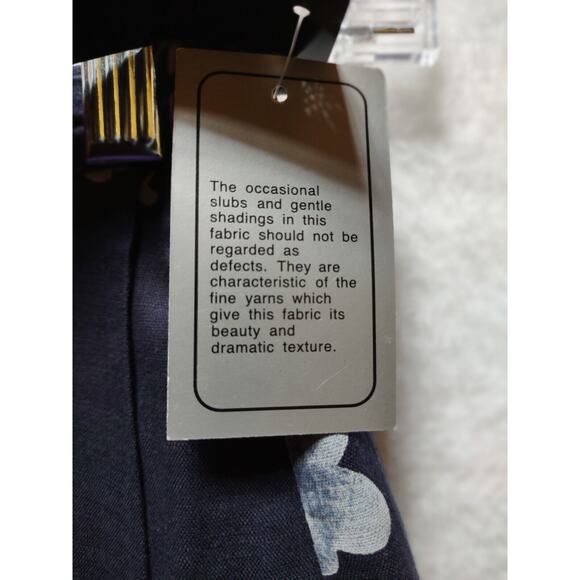 The occasional
slubs and gentle
shadings in this
fabric should not be
regarded as
defects. They are
characteristic of the
fine yarns which
give this fabric its
beauty and
dramatic texture.